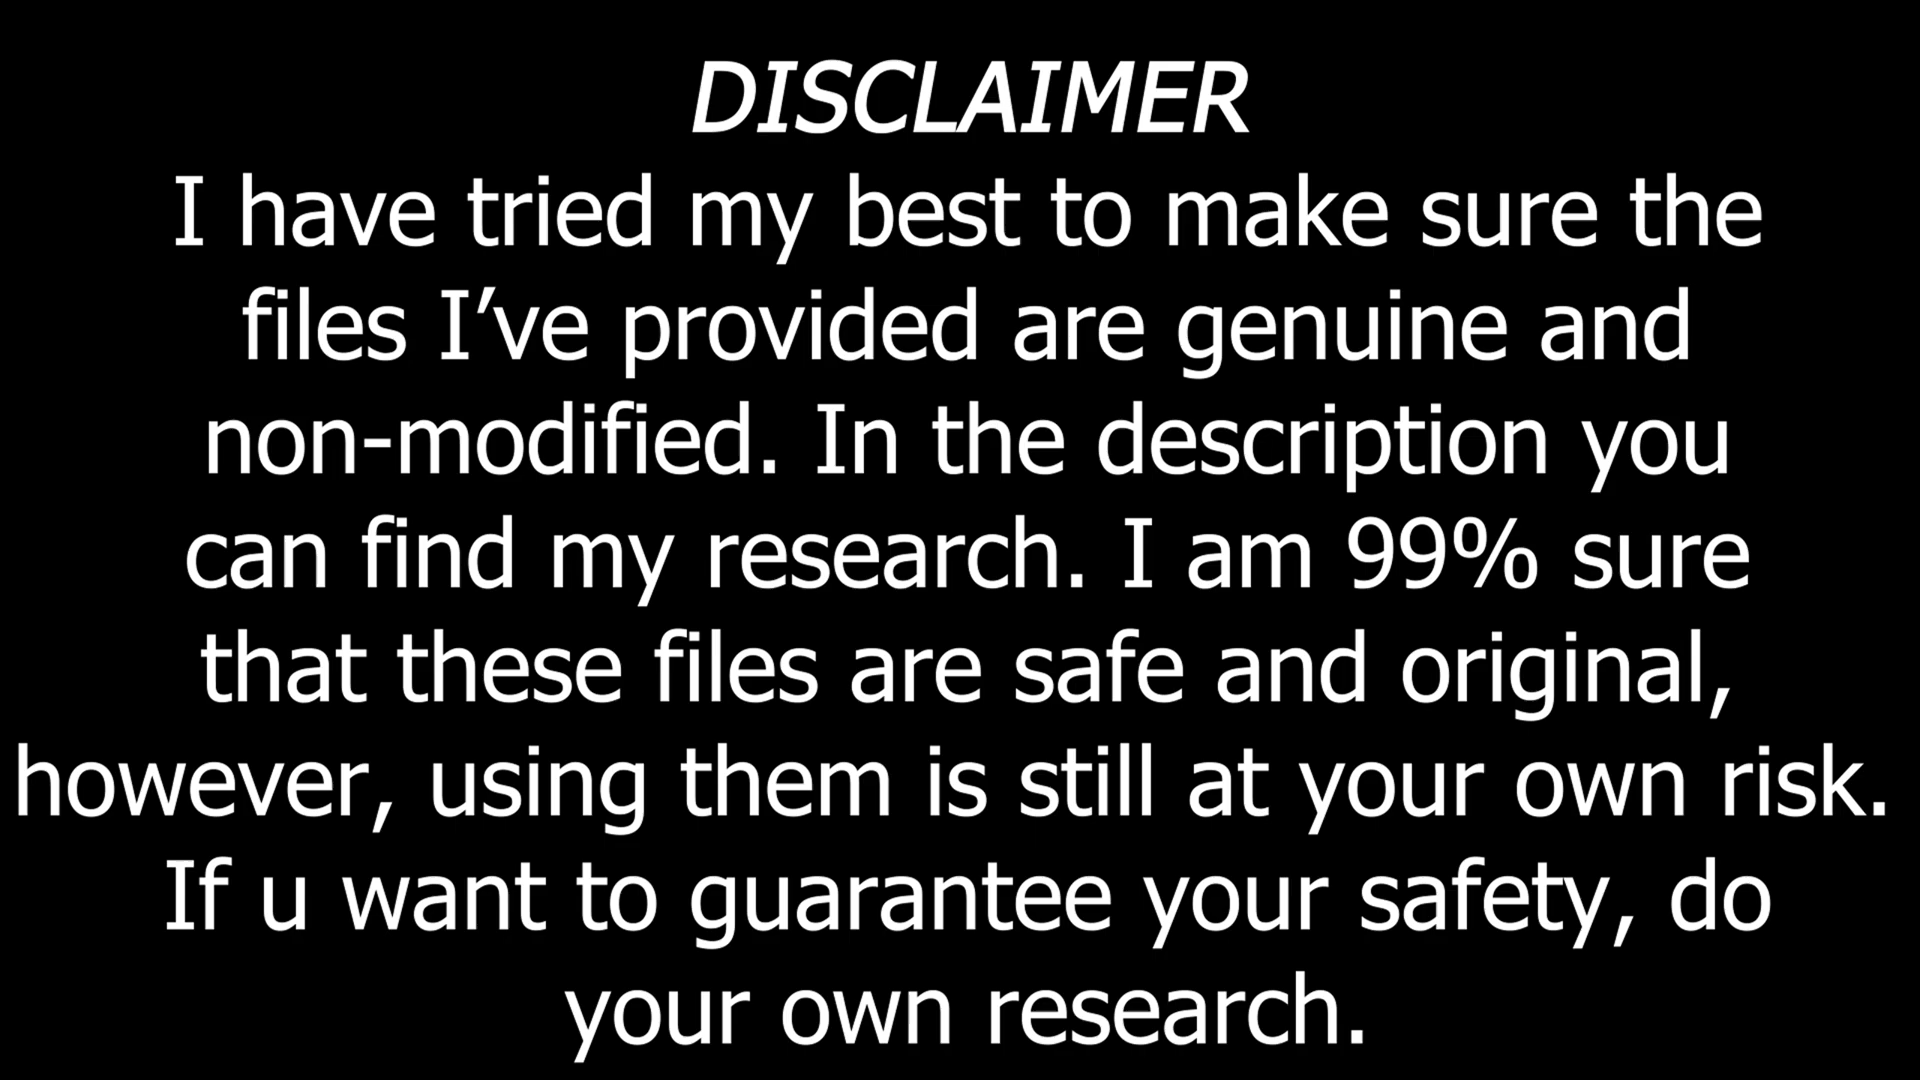 DISCLAIMER
I have tried my best to make sure the
files I’ve provided are genuine and
non-modified. In the description you
can find my research. I am 99% sure
that these files are safe and original,
however, using them is still at your own risk.
If u want to guarantee your safety, do
your own research.